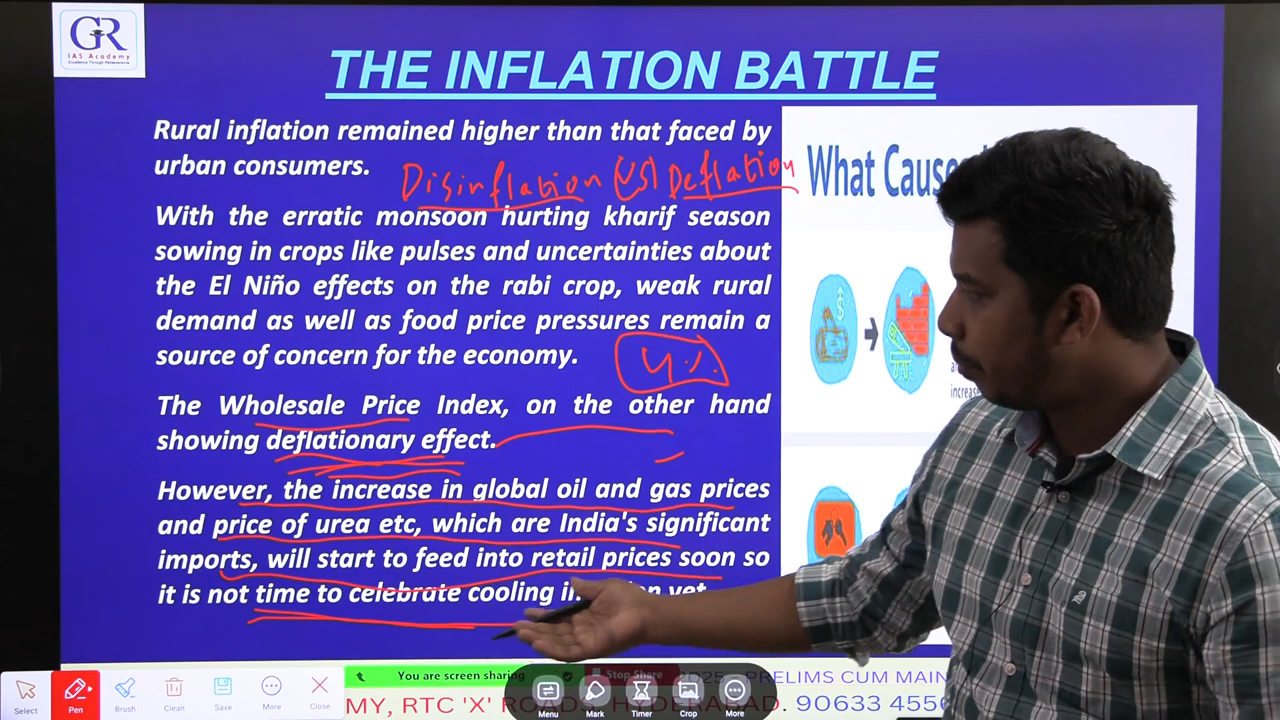 GR
IAS Academy
Excellence Through Perseverance
THE INFLATION BATTLE
Rural inflation remained higher than that faced by
urban consumers.
Disinflation (vs) Deflation
What Cause
With the erratic monsoon hurting kharif season
sowing in crops like pulses and uncertainties about
the El Niño effects on the rabi crop, weak rural
demand as well as food price pressures remain a
source of concern for the economy.
4%
increase
The Wholesale Price Index, on the other hand
showing deflationary effect.
However, the increase in global oil and gas prices
and price of urea etc, which are India's significant
imports, will start to feed into retail prices soon so
it is not time to celebrate cooling in yet
You are screen sharing
Stop Share
2025 - PRELIMS CUM MAIN
MY, RTC 'X' ROADS, HYDERABAD. 90633 4556
Select
Pen
Brush
Clean
Save
More
Close
Menu
Mark
Timer
Crop
More